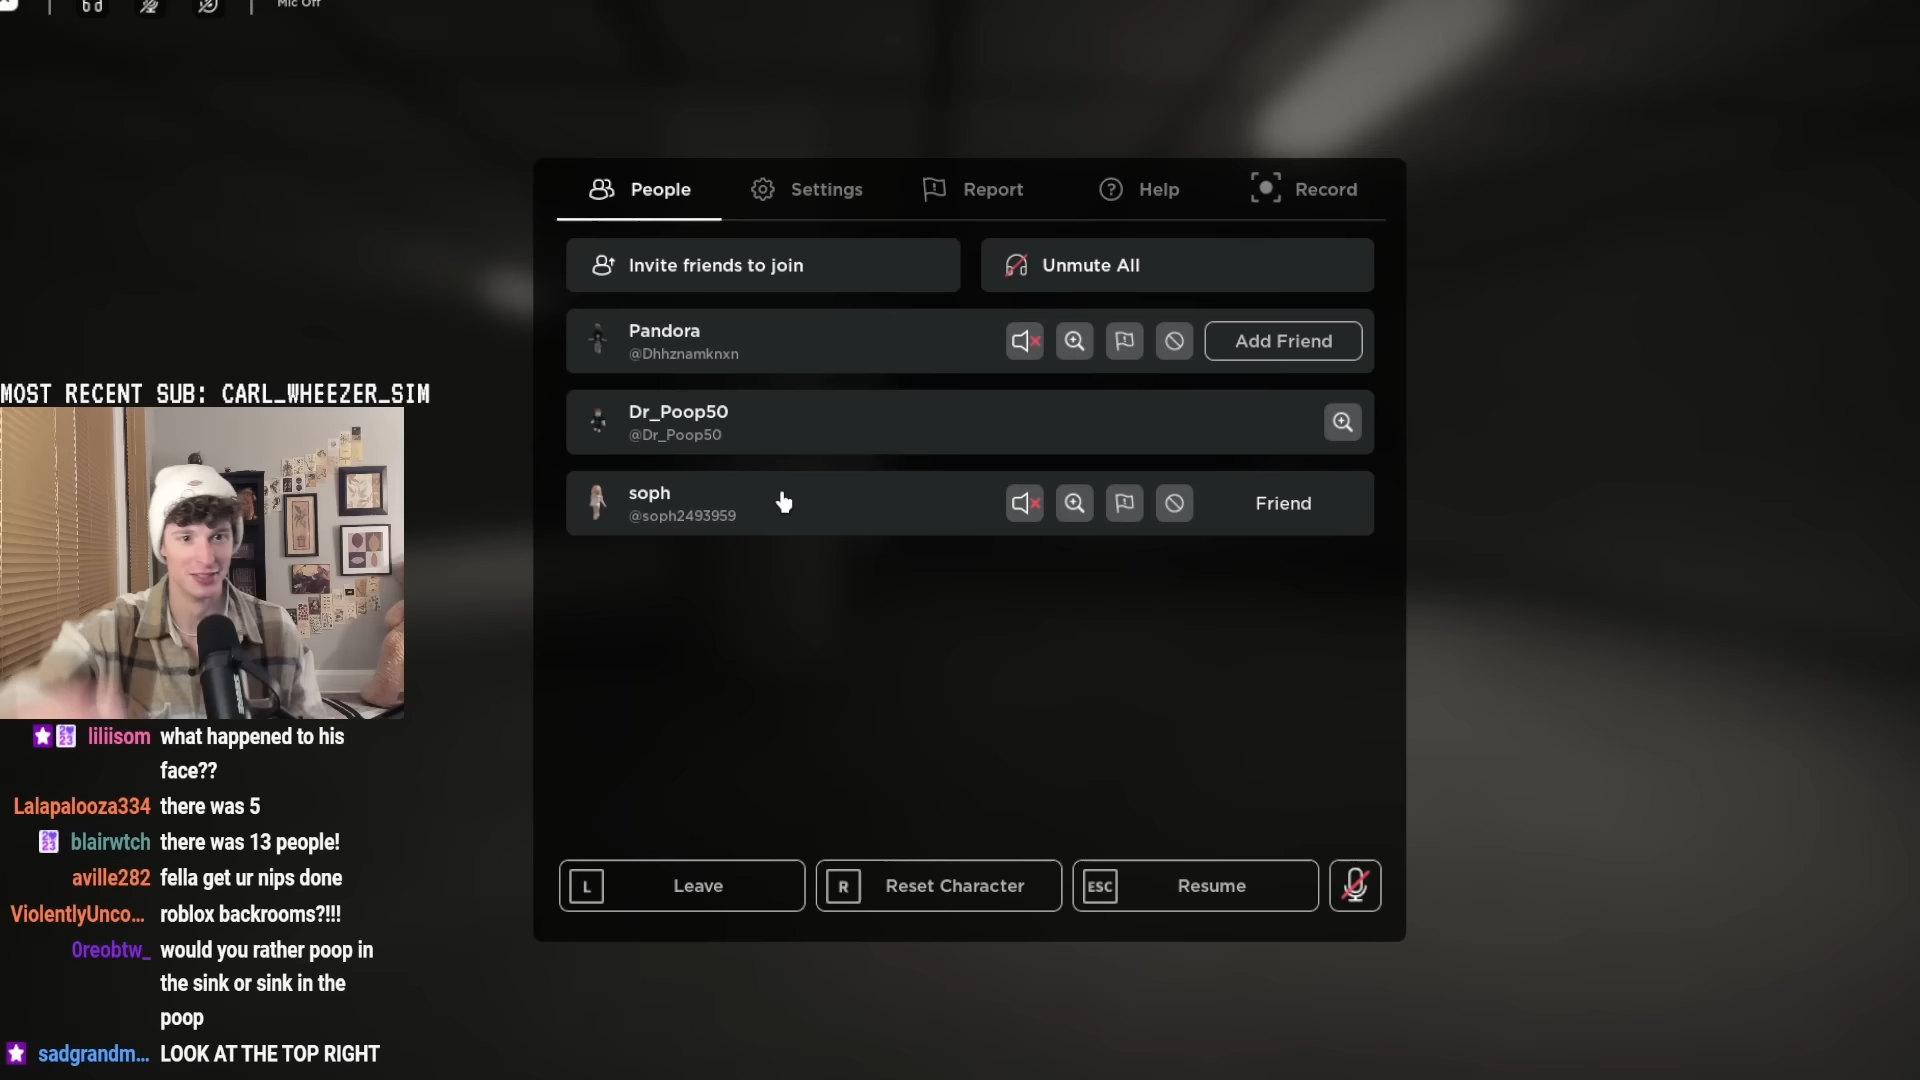 Mic Off
People
Settings
Report
Help
Record
Invite friends to join
Unmute All
Pandora
@Dhhznamknxn
Add Friend
Dr_Poop50
@Dr_Poop50
soph
@soph2493959
Friend
L
Leave
R
Reset Character
ESC
Resume
MOST RECENT SUB: CARL_WHEEZER_SIM
liliisom what happened to his
face??
Lalapalooza334 there was 5
blairwtch there was 13 people!
aville282 fella get ur nips done
ViolentlyUnco... roblox backrooms?!!!
0reobtw_ would you rather poop in
the sink or sink in the
poop
sadgrandm... LOOK AT THE TOP RIGHT